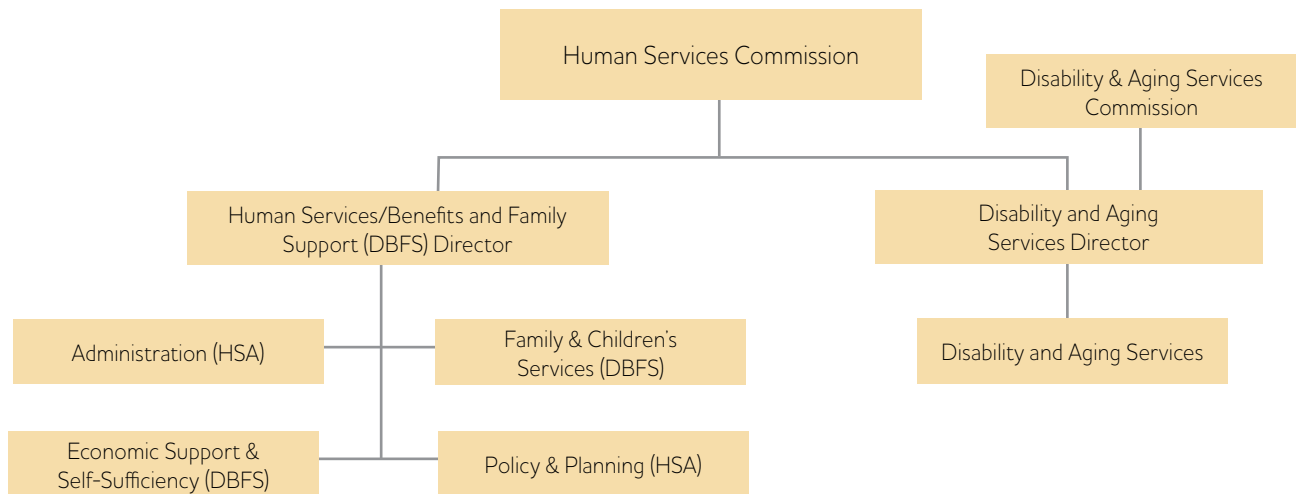 Human Services Commission
Disability & Aging Services
Commission
Human Services/Benefits and Family
Support (DBFS) Director
Disability and Aging
Services Director
Administration (HSA)
Family & Children's
Services (DBFS)
Disability and Aging Services
Economic Support &
Self-Sufficiency (DBFS)
Policy & Planning (HSA)